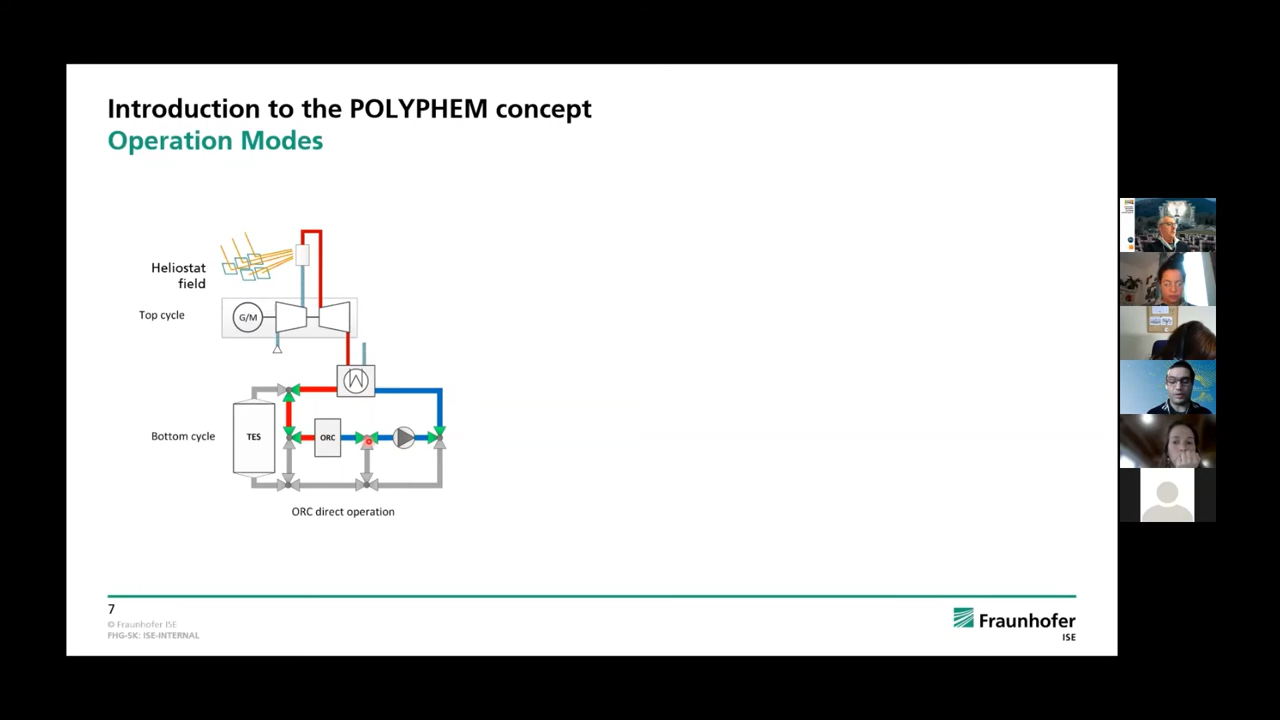 Introduction to the POLYPHEM concept
Operation Modes
Heliostat
field
Top cycle
G/M
Bottom cycle
TES
ORC
ORC direct operation
7
© Fraunhofer ISE
FHG-SK: ISE-INTERNAL
Fraunhofer
ISE